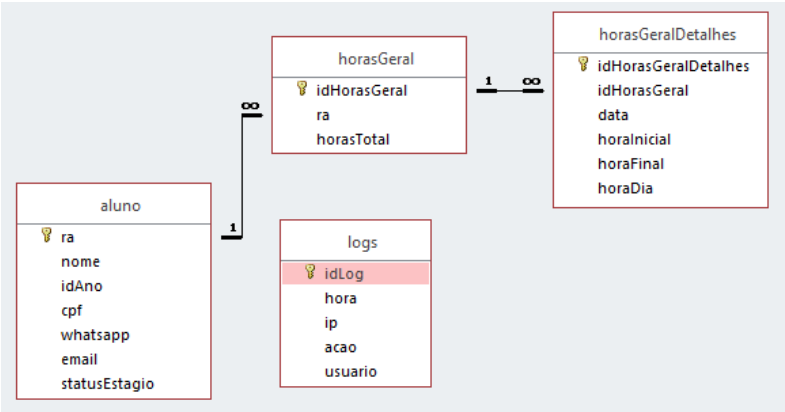 horasGeralDetalhes
idHorasGeralDetalhes
idHorasGeral
data
horaInicial
horaFinal
horaDia
horasGeral
idHorasGeral
ra
horasTotal
1
∞
∞
1
aluno
ra
nome
idAno
cpf
whatsapp
email
statusEstagio
logs
idLog
hora
ip
acao
usuario